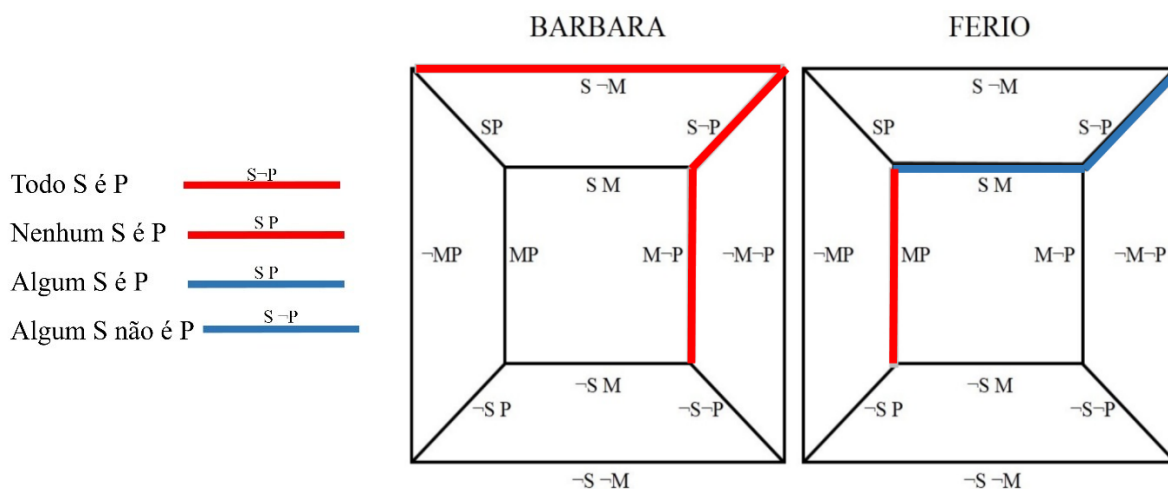 BARBARA
FERIO
Todo S é P
S¬P
Nenhum S é P
S P
Algum S é P
S P
Algum S não é P
S ¬P
S ¬M
SP
S¬P
S M
¬MP
MP
M¬P
¬M¬P
¬S M
¬S P
¬S¬P
¬S ¬M
S ¬M
SP
S¬P
S M
¬MP
MP
M¬P
¬M¬P
¬S M
¬S P
¬S¬P
¬S ¬M